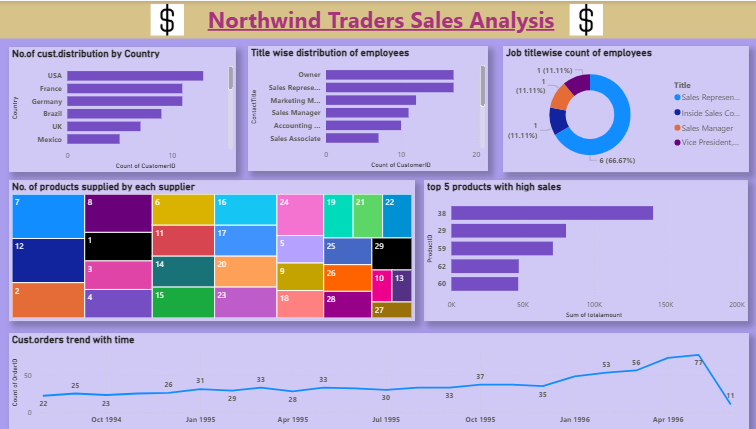 $ Northwind Traders Sales Analysis $
No.of cust.distribution by Country
Country
USA
France
Germany
Brazil
UK
Mexico
0 10
Count of CustomerID
Title wise distribution of employees
ContactTitle
Owner
Sales Represe...
Marketing M...
Sales Manager
Accounting ...
Sales Associate
0 10 20
Count of CustomerID
Job titlewise count of employees
1 (11.11%)
1
(11.11%)
1
(11.11%)
6 (66.67%)
Title
Sales Represen...
Inside Sales Co...
Sales Manager
Vice President,...
No. of products supplied by each supplier
7 8 6 16 24 19 21 22
12 1 11 17 5 25 29
2 3 14 20 9 26 10 13
4 15 23 18 28 27
top 5 products with high sales
ProductID
38
29
59
62
60
0K 50K 100K 150K 200K
Sum of totalamount
Cust.orders trend with time
Count of OrderID
50
0
22 25 23 26 31 29 33 28 33 30 33 37 35 53 56 77 11
Oct 1994 Jan 1995 Apr 1995 Jul 1995 Oct 1995 Jan 1996 Apr 1996